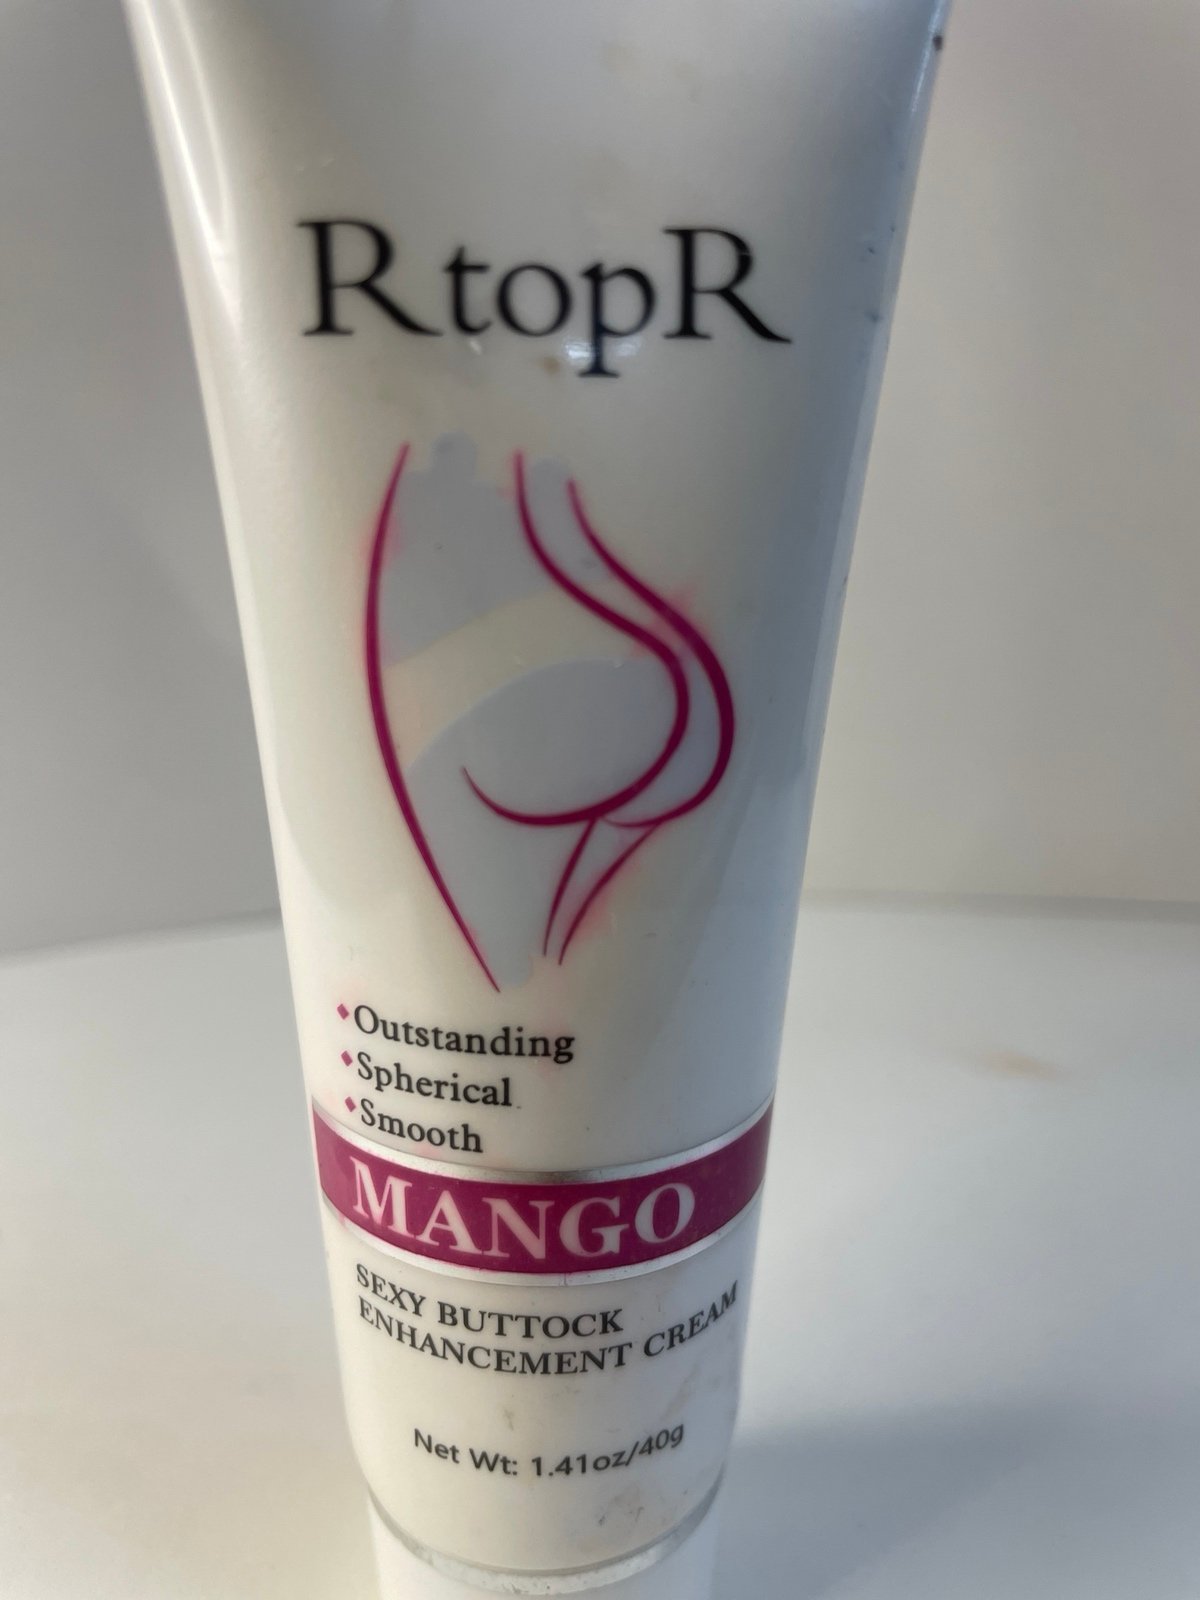 RtopR
Outstanding
Spherical
Smooth
MANGO
SEXY BUTTOCK
ENHANCEMENT CREAM
Net Wt: 1.41oz/40g